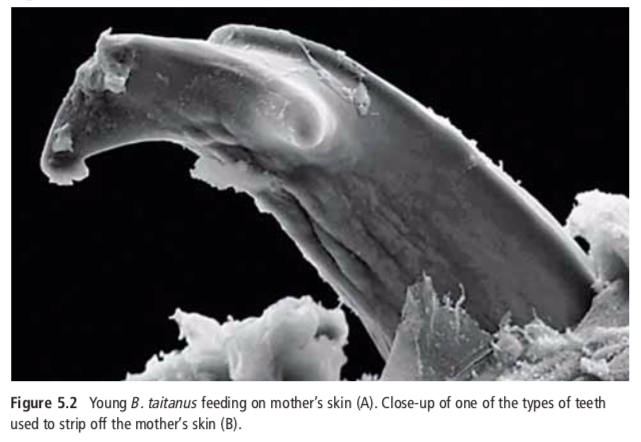 Figure 5.2 Young B. taitanus feeding on mother's skin (A). Close-up of one of the types of teeth
used to strip off the mother's skin (B).